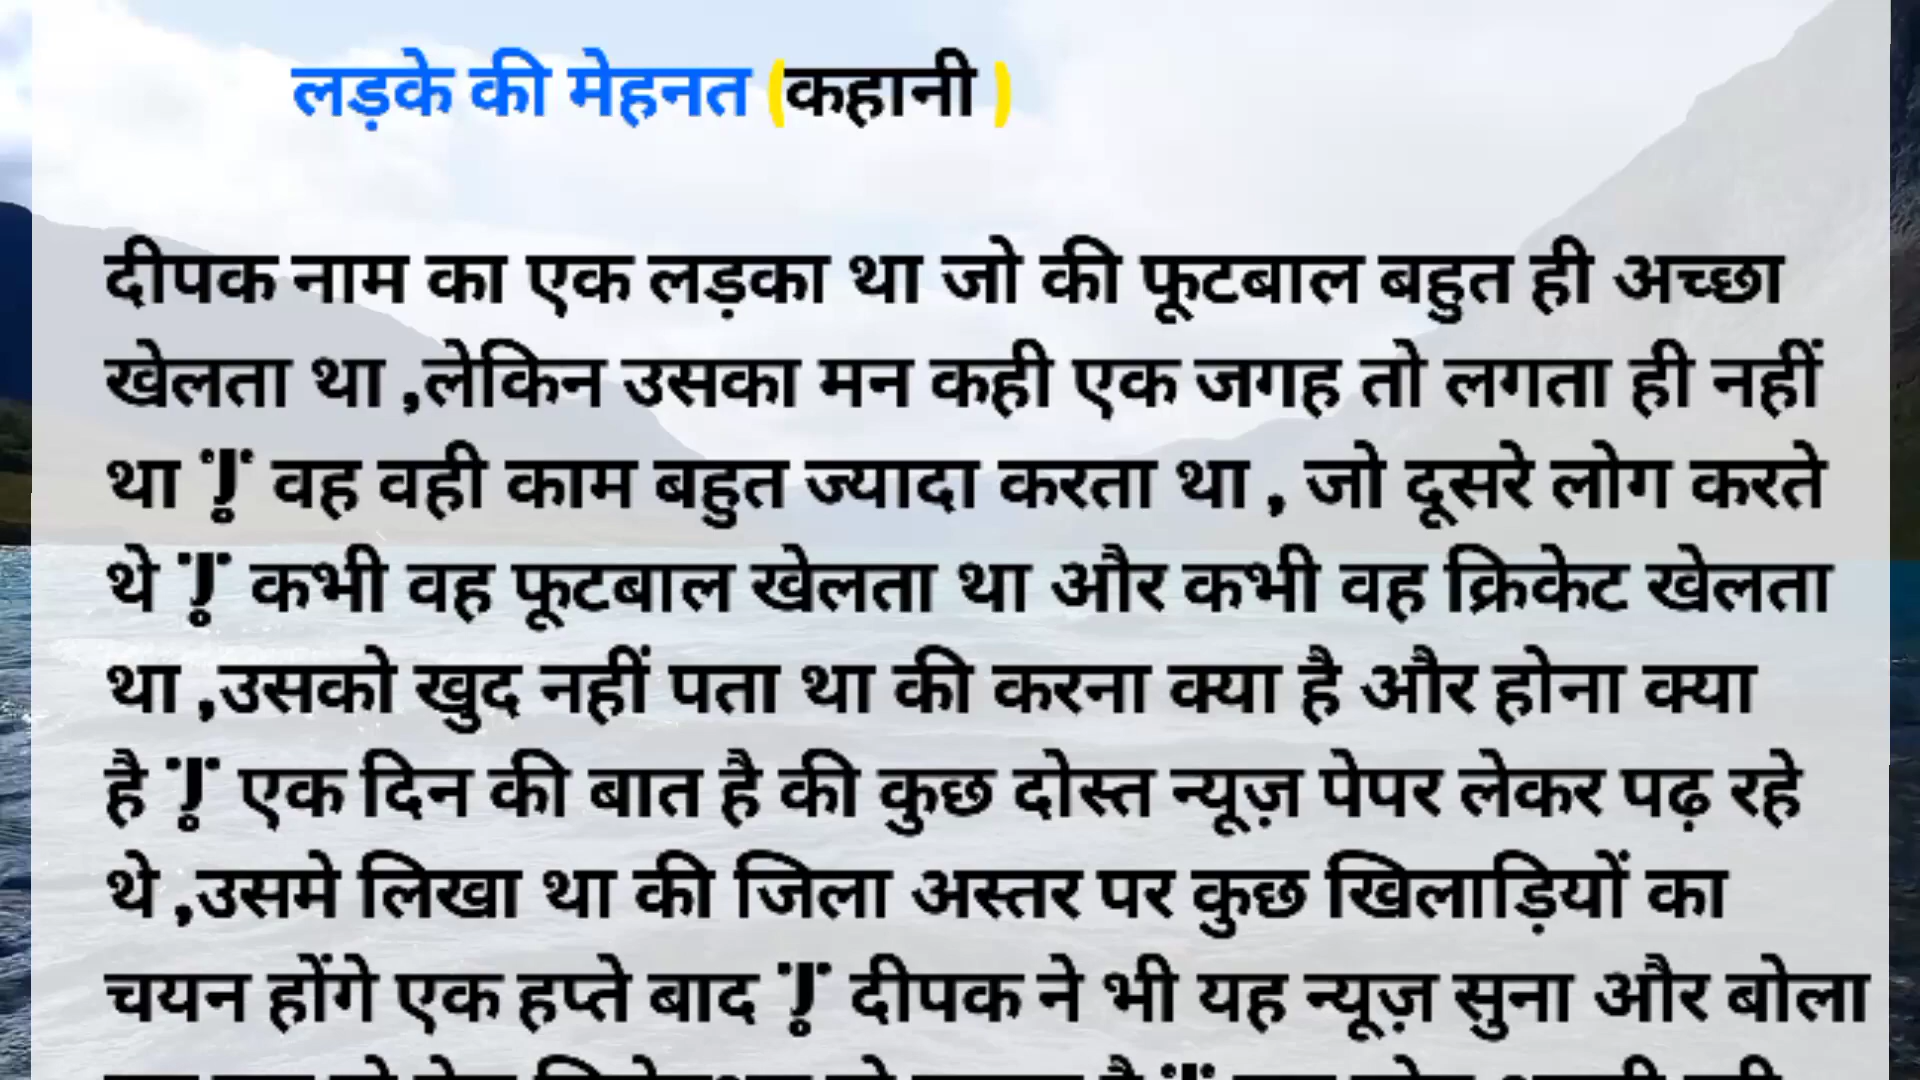 लड़के की मेहनत (कहानी )
दीपक नाम का एक लड़का था जो की फूटबाल बहुत ही अच्छा
खेलता था ,लेकिन उसका मन कही एक जगह तो लगता ही नहीं
था वह वही काम बहुत ज्यादा करता था , जो दूसरे लोग करते
थे कभी वह फूटबाल खेलता था और कभी वह क्रिकेट खेलता
था ,उसको खुद नहीं पता था की करना क्या है और होना क्या
है एक दिन की बात है की कुछ दोस्त न्यूज़ पेपर लेकर पढ़ रहे
थे ,उसमे लिखा था की जिला अस्तर पर कुछ खिलाड़ियों का
चयन होंगे एक हप्ते बाद दीपक ने भी यह न्यूज़ सुना और बोला